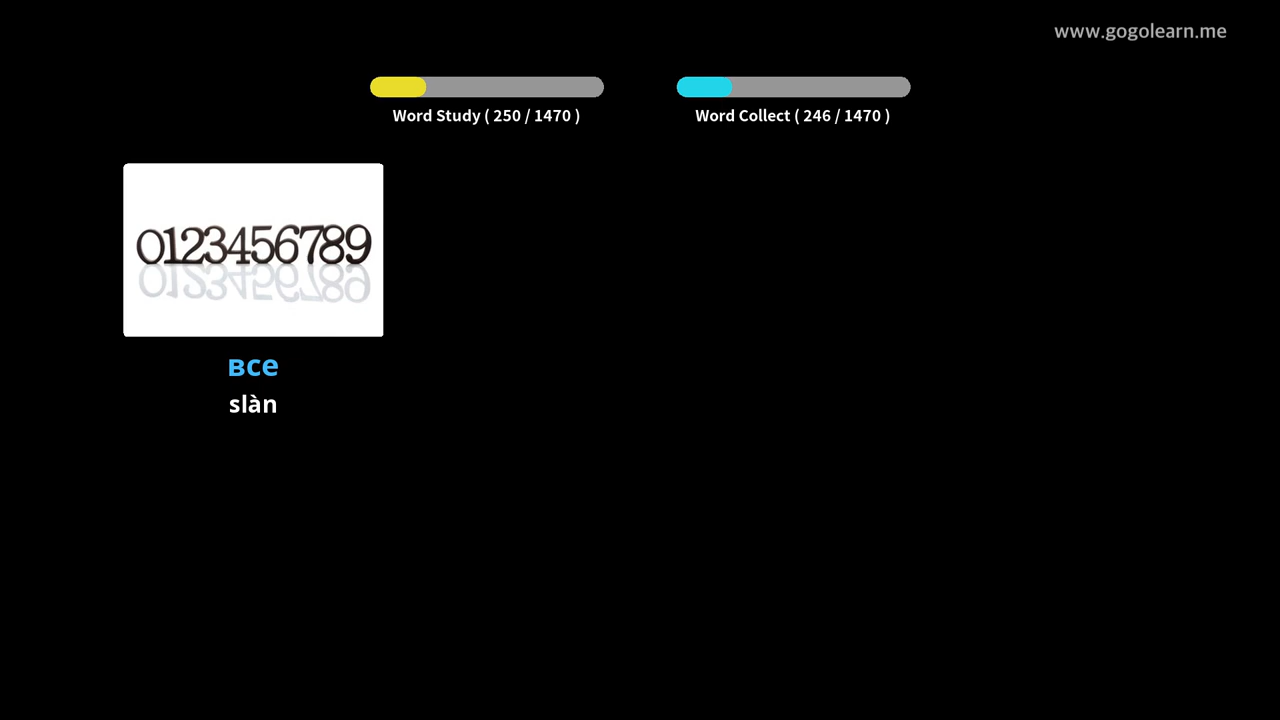 www.gogolearn.me
Word Study ( 250 / 1470 )
Word Collect ( 246 / 1470 )
0123456789
все
slàn